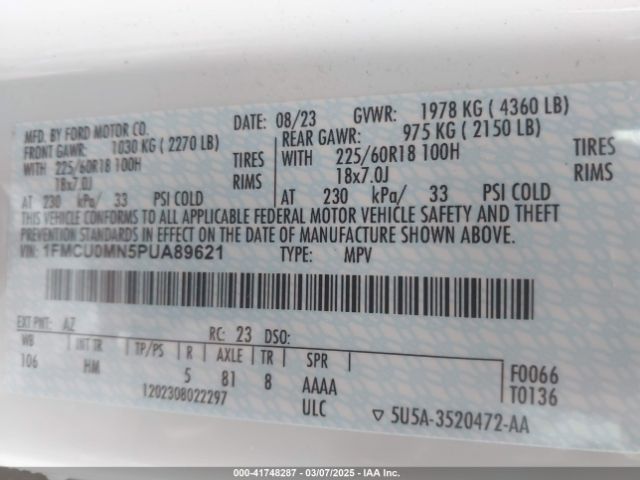 MFD. BY FORD MOTOR CO.
DATE: 08/23 GVWR: 1978 KG ( 4360 LB)
FRONT GAWR: 1030 KG ( 2270 LB)
REAR GAWR: 975 KG ( 2150 LB)
WITH 225/60R18 100H TIRES
WITH 225/60R18 100H TIRES
18x7.0J RIMS
18x7.0J RIMS
AT 230 kPa/ 33 PSI COLD
AT 230 kPa/ 33 PSI COLD
THIS VEHICLE CONFORMS TO ALL APPLICABLE FEDERAL MOTOR VEHICLE SAFETY AND THEFT
PREVENTION STANDARDS IN EFFECT ON THE DATE OF MANUFACTURE SHOWN ABOVE.
VIN: 1FMCU0MN5PUA89621 TYPE: MPV
EXT PNT: AZ RC: 23 DSO:
WB INT TR TP/PS R AXLE TR SPR
106 HM 5 81 8 AAAA F0066
1202308022297 ULC T0136
▽ 5U5A-3520472-AA
000-41748287 - 03/07/2025 - IAA Inc.